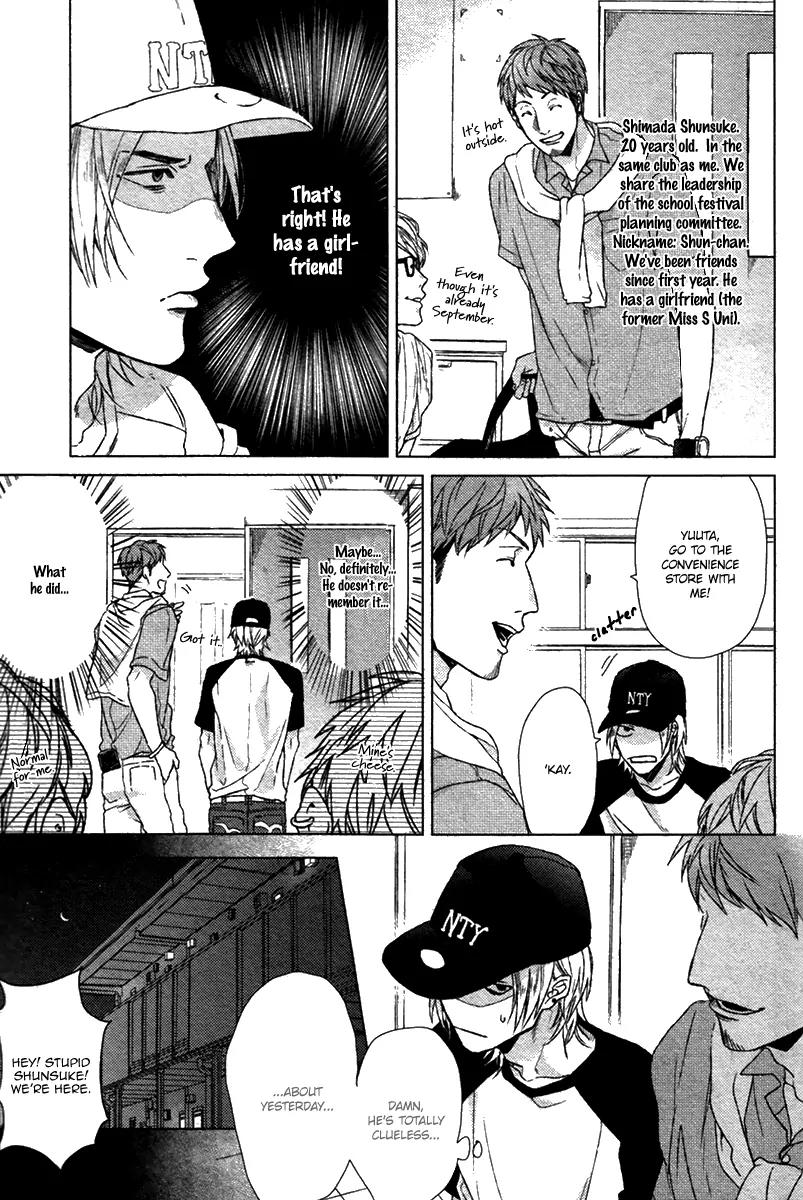 It's hot
outside.
Shimada Shunsuke.
20 years old. In the
same club as me. We
share the leadership
of the school festival
planning committee.
Nickname: Shun-chan.
We've been friends
since first year. He
has a girlfriend (the
former Miss S Uni).
Even
though it's
already
September.
NTY
That's
right! He
has a girl-
friend!
YUUTA,
GO TO THE
CONVENIENCE
STORE WITH
ME!
clatter
NTY
'KAY.
Maybe...
No, definitely...
He doesn't re-
member it...
Got it.
What
he did...
Mine's
cheese.
Normal
for me.
NTY
DAMN,
HE'S TOTALLY
CLUELESS...
...ABOUT
YESTERDAY...
HEY! STUPID
SHUNSUKE!
WE'RE HERE.